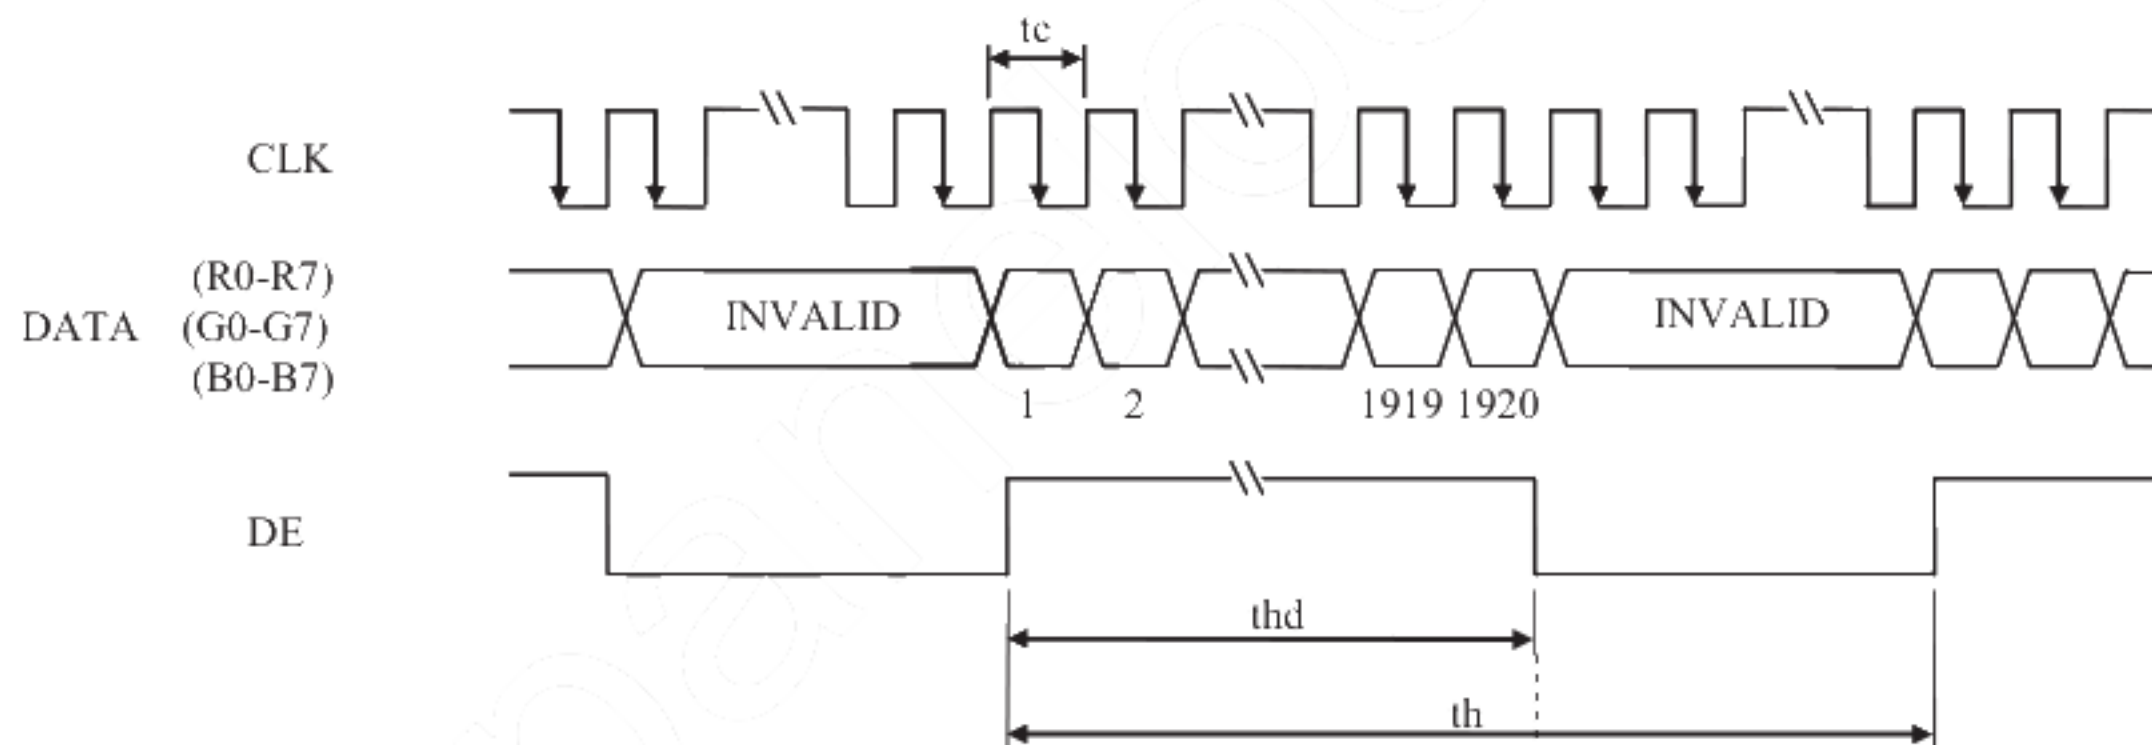 tc
CLK
(R0-R7)
DATA (G0-G7)
(B0-B7)
INVALID
INVALID
1 2 1919 1920
DE
thd
th